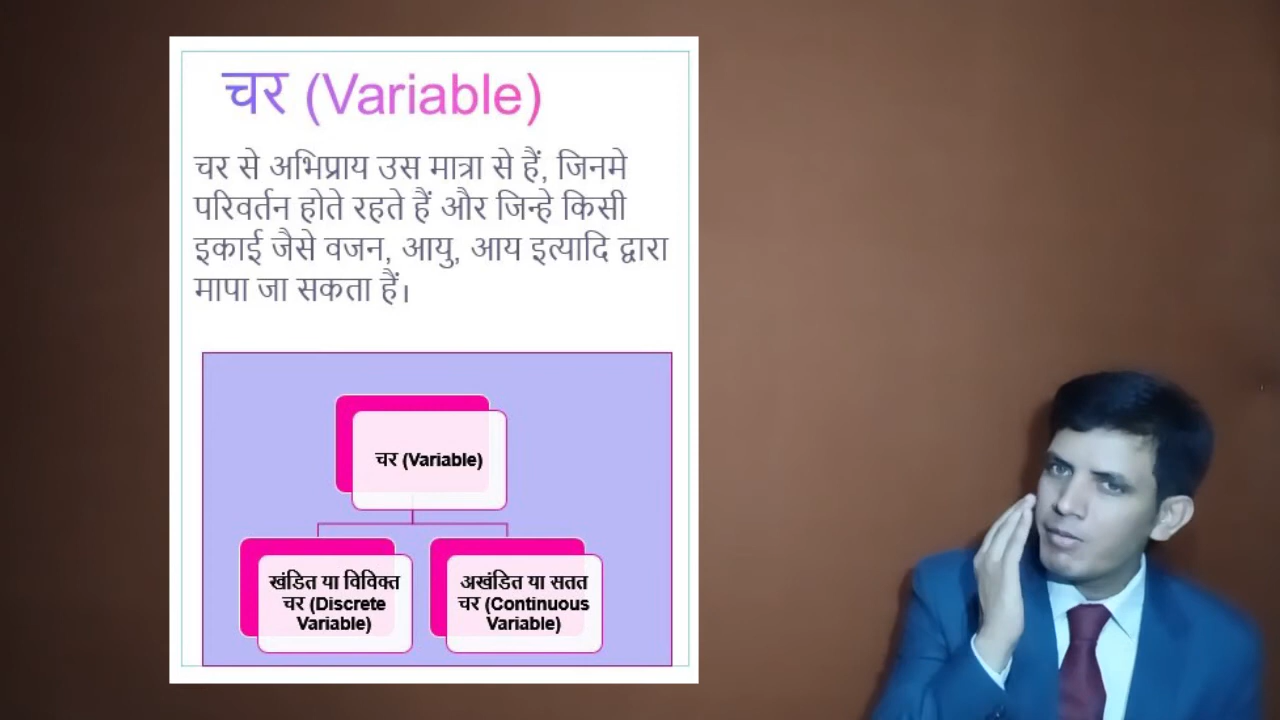 चर (Variable)
चर से अभिप्राय उस मात्रा से हैं, जिनमे
परिवर्तन होते रहते हैं और जिन्हे किसी
इकाई जैसे वजन, आयु, आय इत्यादि द्वारा
मापा जा सकता हैं।
चर (Variable)
खंडित या विविक्त
चर (Discrete
Variable)
अखंडित या सतत
चर (Continuous
Variable)